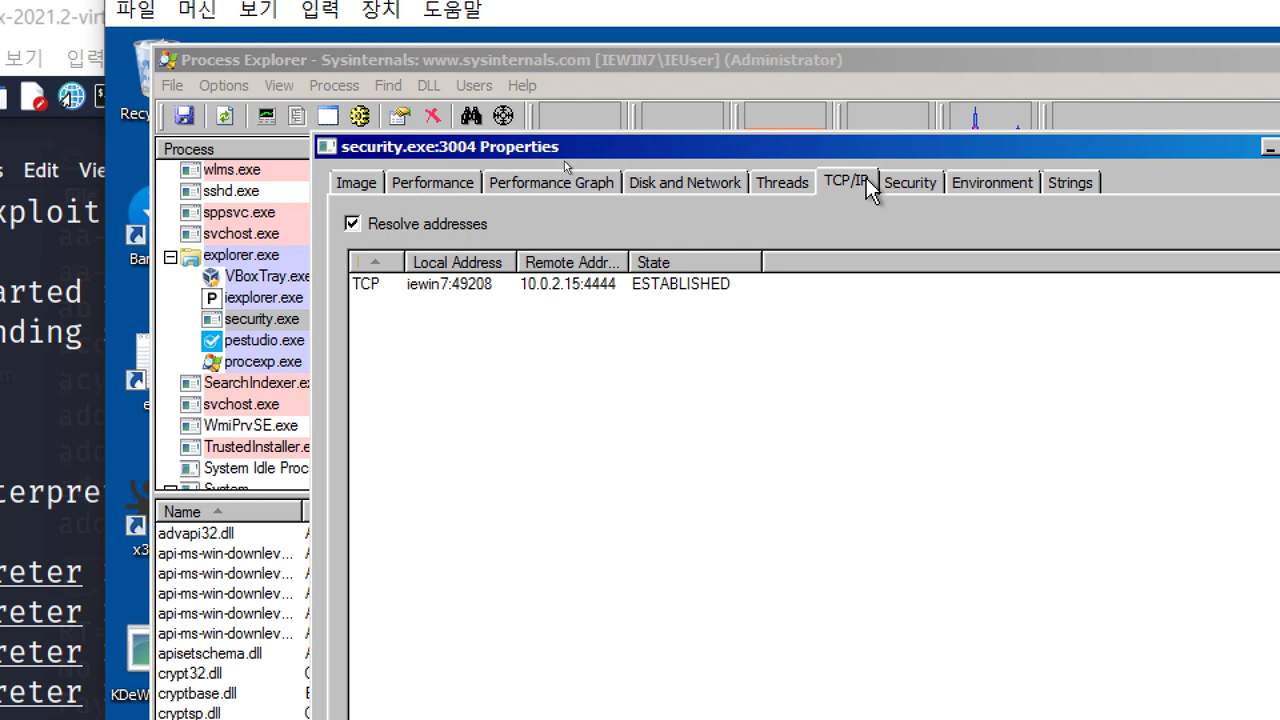 x-2021.2-virt
보기 입력
Edit Vie
xploit
arted
nding
terpre
reter
reter
reter
reter
파일 머신 보기 입력 장치 도움말
Recy
Ban
x3
KDeW
Process Explorer - Sysinternals: www.sysinternals.com [IEWIN7\IEUser] (Administrator)
File Options View Process Find DLL Users Help
Process
wlms.exe
sshd.exe
sppsvc.exe
svchost.exe
explorer.exe
VBoxTray.exe
iexplorer.exe
security.exe
pestudio.exe
procexp.exe
SearchIndexer.ex
svchost.exe
WmiPrvSE.exe
TrustedInstaller.e
System Idle Proc
System
Name
advapi32.dll
api-ms-win-downlev...
api-ms-win-downlev...
api-ms-win-downlev...
api-ms-win-downlev...
api-ms-win-downlev...
apisetschema.dll
crypt32.dll
cryptbase.dll
cryptsp.dll
security.exe:3004 Properties
Image Performance Performance Graph Disk and Network Threads TCP/IP Security Environment Strings
Resolve addresses
Local Address Remote Addr... State
TCP iewin7:49208 10.0.2.15:4444 ESTABLISHED